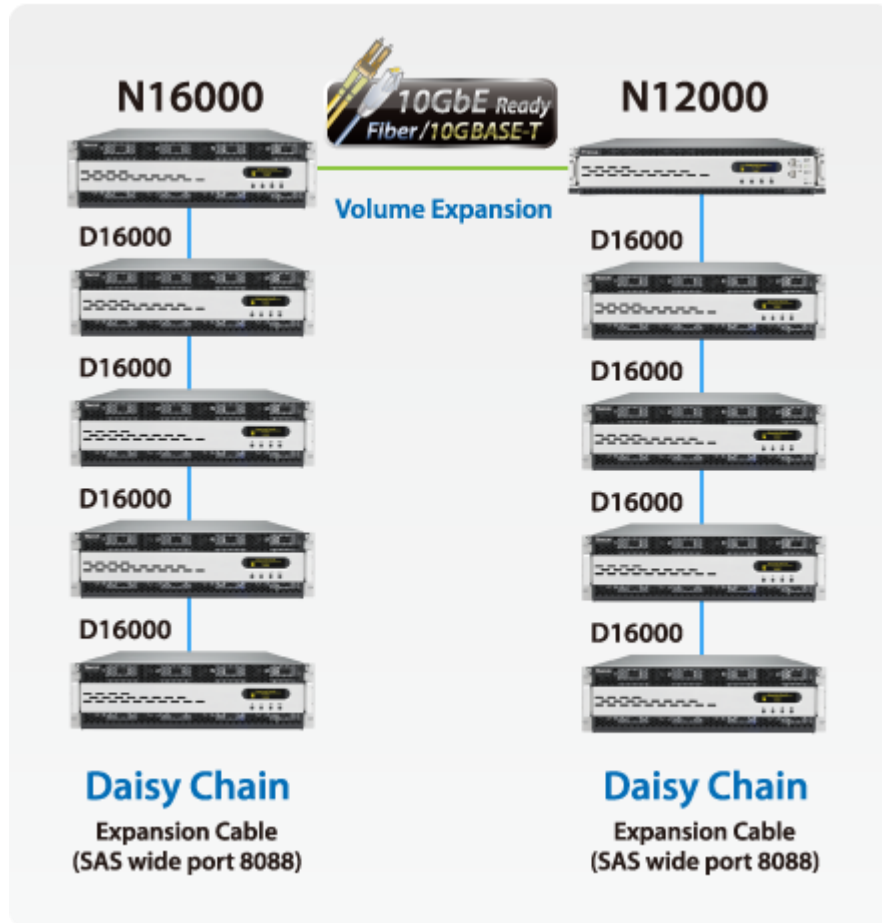 N16000
10GbE Ready
Fiber/10GBASE-T
N12000
Volume Expansion
D16000
D16000
D16000
D16000
D16000
D16000
D16000
D16000
Daisy Chain
Expansion Cable
(SAS wide port 8088)
Daisy Chain
Expansion Cable
(SAS wide port 8088)